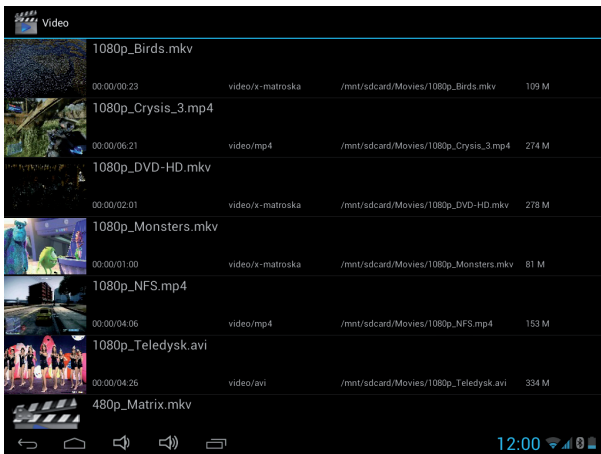 Video
1080p_Birds.mkv
00:00/00:23 video/x-matroska /mnt/sdcard/Movies/1080p_Birds.mkv 109 M
1080p_Crysis_3.mp4
00:00/06:21 video/mp4 /mnt/sdcard/Movies/1080p_Crysis_3.mp4 274 M
1080p_DVD-HD.mkv
00:00/02:01 video/x-matroska /mnt/sdcard/Movies/1080p_DVD-HD.mkv 278 M
1080p_Monsters.mkv
00:00/01:00 video/x-matroska /mnt/sdcard/Movies/1080p_Monsters.mkv 81 M
1080p_NFS.mp4
00:00/04:06 video/mp4 /mnt/sdcard/Movies/1080p_NFS.mp4 153 M
1080p_Teledysk.avi
00:00/04:26 video/avi /mnt/sdcard/Movies/1080p_Teledysk.avi 334 M
480p_Matrix.mkv
12:00